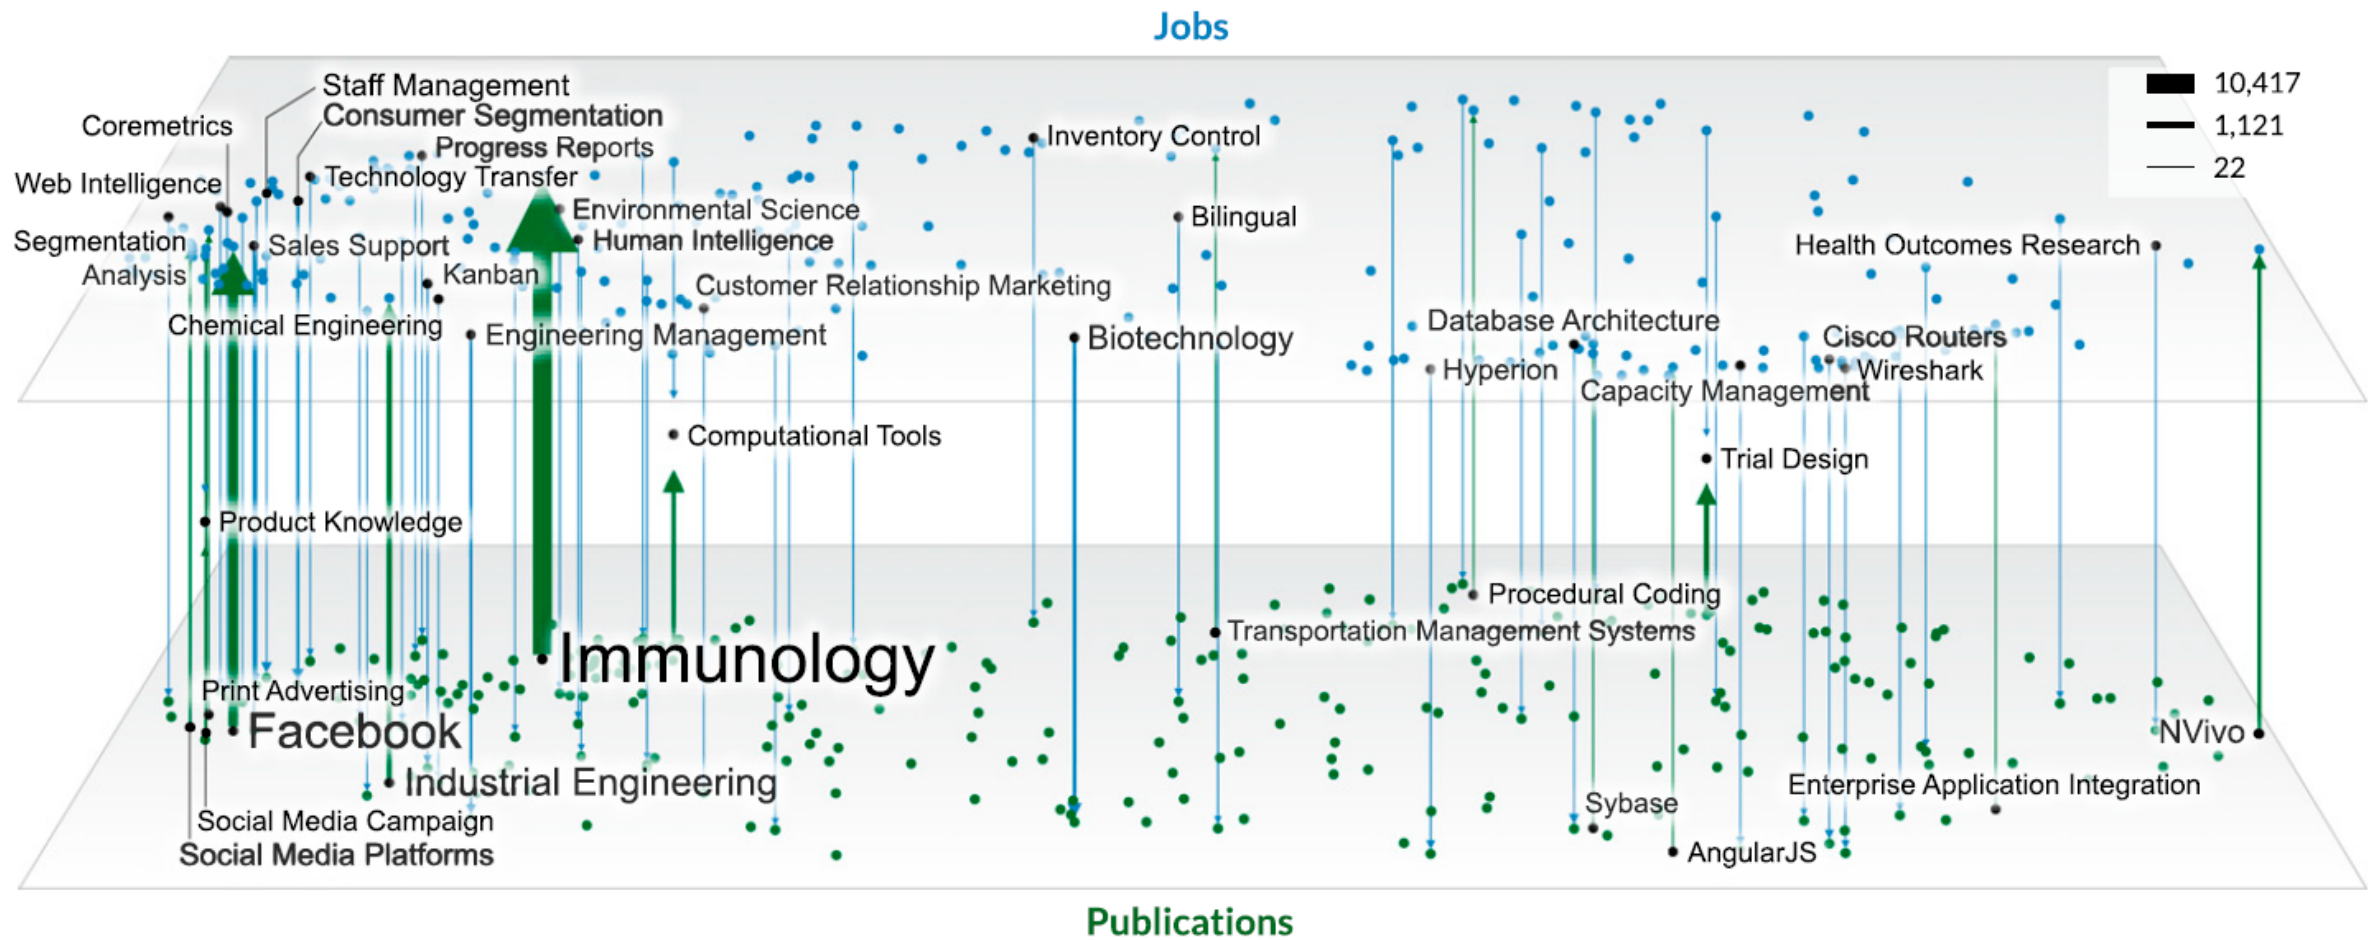 Jobs
10,417
1,121
22
Staff Management
Consumer Segmentation
Coremetrics
Progress Reports
Inventory Control
Web Intelligence
Technology Transfer
Environmental Science
Bilingual
Segmentation
Sales Support
Human Intelligence
Health Outcomes Research
Analysis
Kanban
Customer Relationship Marketing
Chemical Engineering
Engineering Management
Biotechnology
Database Architecture
Cisco Routers
Hyperion
Wireshark
Capacity Management
Computational Tools
Trial Design
Product Knowledge
Procedural Coding
Transportation Management Systems
Immunology
Print Advertising
Facebook
NVivo
Industrial Engineering
Enterprise Application Integration
Sybase
Social Media Campaign
Social Media Platforms
AngularJS
Publications